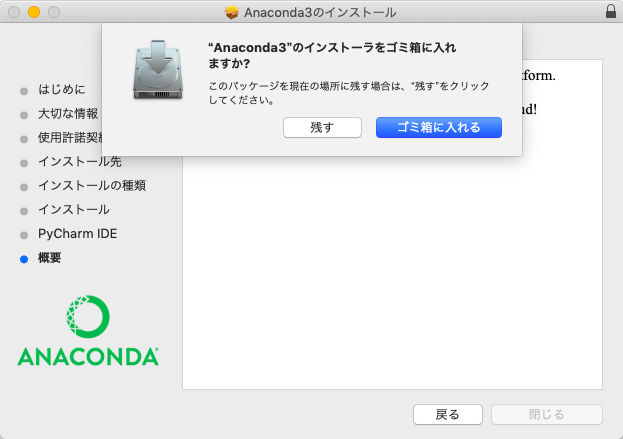 Anaconda3のインストール
“Anaconda3”のインストーラをゴミ箱に入れ
ますか?
このパッケージを現在の場所に残す場合は、“残す”をクリック
してください。
残す
ゴミ箱に入れる
tform.
ad!
はじめに
大切な情報
使用許諾契約
インストール先
インストールの種類
インストール
PyCharm IDE
概要
ANACONDA®
戻る
閉じる